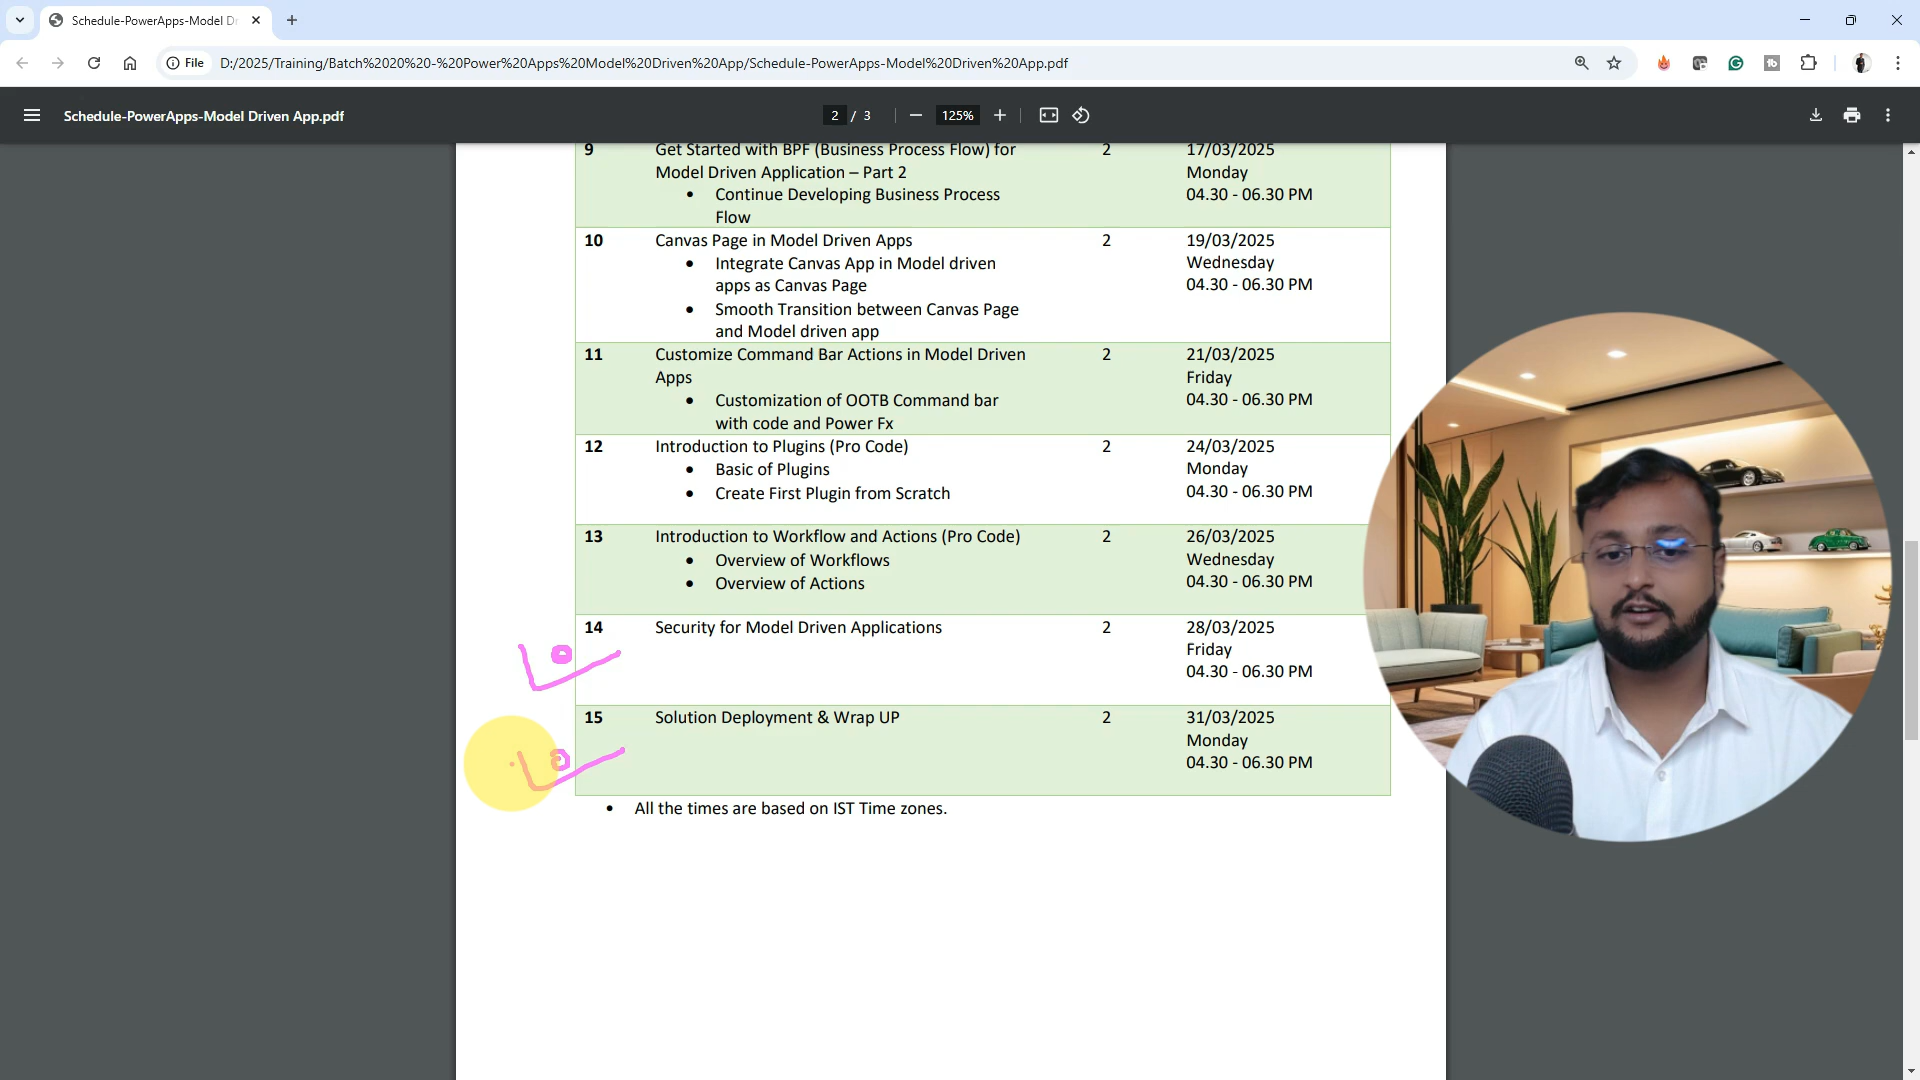 Schedule-PowerApps-Model D
File
D:/2025/Training/Batch%2020%20-%20Power%20Apps%20Model%20Driven%20App/Schedule-PowerApps-Model%20Driven%20App.pdf
Schedule-PowerApps-Model Driven App.pdf
2 / 3
125%
9 Get Started with BPF (Business Process Flow) for 2 17/03/2025
Model Driven Application – Part 2 Monday
• Continue Developing Business Process 04.30 - 06.30 PM
Flow
10 Canvas Page in Model Driven Apps 2 19/03/2025
• Integrate Canvas App in Model driven Wednesday
apps as Canvas Page 04.30 - 06.30 PM
• Smooth Transition between Canvas Page
and Model driven app
11 Customize Command Bar Actions in Model Driven 2 21/03/2025
Apps Friday
• Customization of OOTB Command bar 04.30 - 06.30 PM
with code and Power Fx
12 Introduction to Plugins (Pro Code) 2 24/03/2025
• Basic of Plugins Monday
• Create First Plugin from Scratch 04.30 - 06.30 PM
13 Introduction to Workflow and Actions (Pro Code) 2 26/03/2025
• Overview of Workflows Wednesday
• Overview of Actions 04.30 - 06.30 PM
14 Security for Model Driven Applications 2 28/03/2025
Friday
04.30 - 06.30 PM
15 Solution Deployment & Wrap UP 2 31/03/2025
Monday
04.30 - 06.30 PM
• All the times are based on IST Time zones.